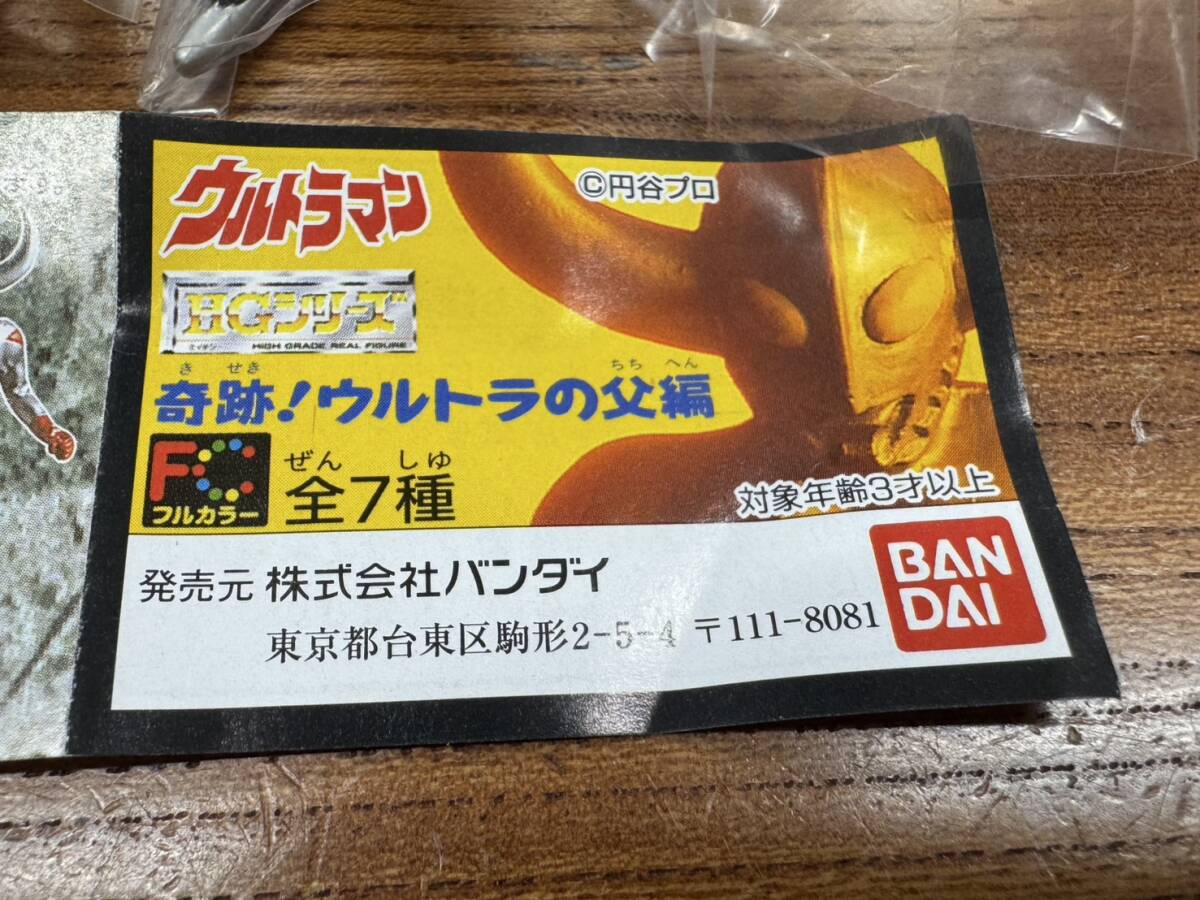 ウルトラマン
©円谷プロ
HGシリーズ
HIGH GRADE REAL FIGURE
き せき ちち へん
奇跡!ウルトラの父編
FC
フルカラー
ぜん しゅ
全7種
対象年齢3才以上
発売元 株式会社バンダイ
東京都台東区駒形2-5-4 〒111-8081
BAN
DAI